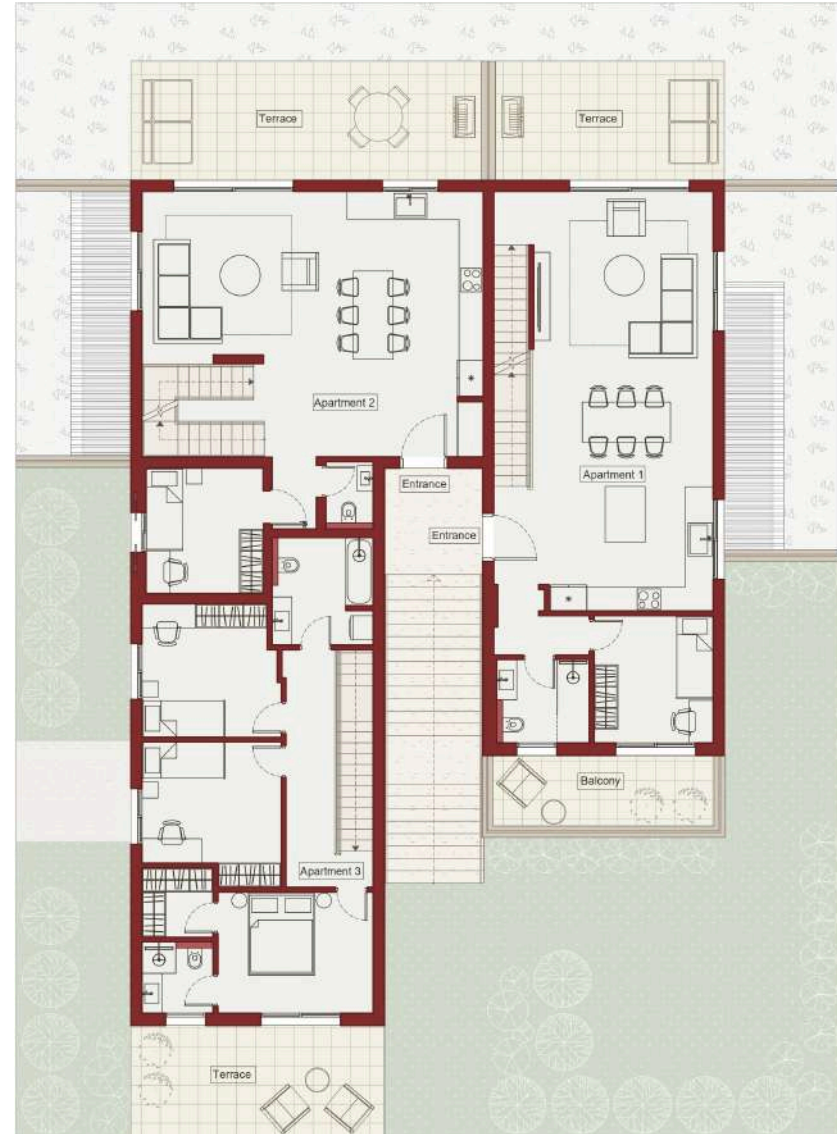 Terrace
Terrace
Apartment 2
Apartment 1
Entrance
Entrance
Balcony
Apartment 3
Terrace